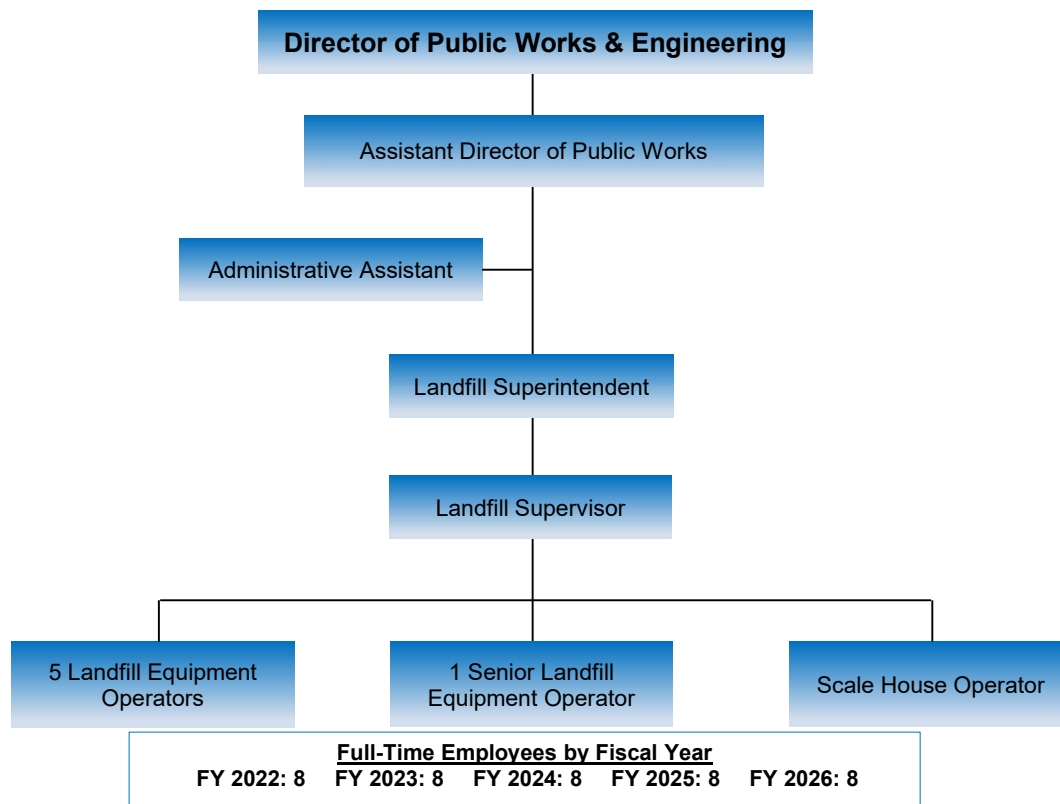 Director of Public Works & Engineering
Assistant Director of Public Works
Administrative Assistant
Landfill Superintendent
Landfill Supervisor
5 Landfill Equipment
Operators
1 Senior Landfill
Equipment Operator
Scale House Operator
Full-Time Employees by Fiscal Year
FY 2022: 8 FY 2023: 8 FY 2024: 8 FY 2025: 8 FY 2026: 8